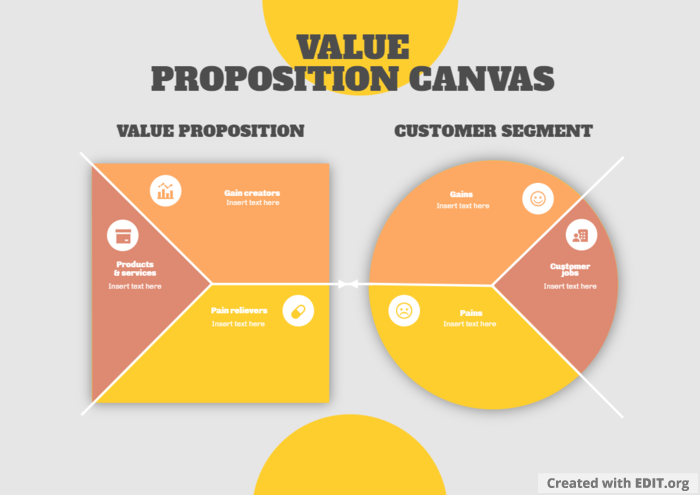 VALUE
PROPOSITION CANVAS
VALUE PROPOSITION
CUSTOMER SEGMENT
Gain creators
Insert text here
Products
& services
Insert text here
Pain relievers
Insert text here
Gains
Insert text here
Customer
jobs
Insert text here
Pains
Insert text here
Created with EDIT.org